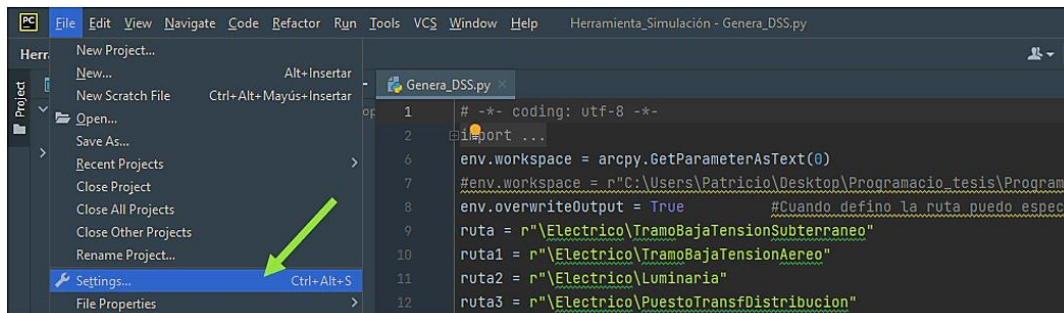 PC File Edit View Navigate Code Refactor Run Tools VCS Window Help Herramienta_Simulación - Genera_DSS.py
Herr
New Project...
New... Alt+Insertar
New Scratch File Ctrl+Alt+Mayús+Insertar
Open...
Save As...
Recent Projects
Close Project
Close All Projects
Close Other Projects
Rename Project...
Settings... Ctrl+Alt+S
File Properties
Project
Genera_DSS.py
1 # -*- coding: utf-8 -*-
2 import ...
6 env.workspace = arcpy.GetParameterAsText(0)
7 #env.workspace = r"C:\Users\Patricio\Desktop\Programacio_tesis\Program
8 env.overwriteOutput = True #Cuando defino la ruta puedo espec
9 ruta = r"\Electrico\TramoBajaTensionSubterraneo"
10 ruta1 = r"\Electrico\TramoBajaTensionAereo"
11 ruta2 = r"\Electrico\Luminaria"
12 ruta3 = r"\Electrico\PuestoTransfDistribucion"